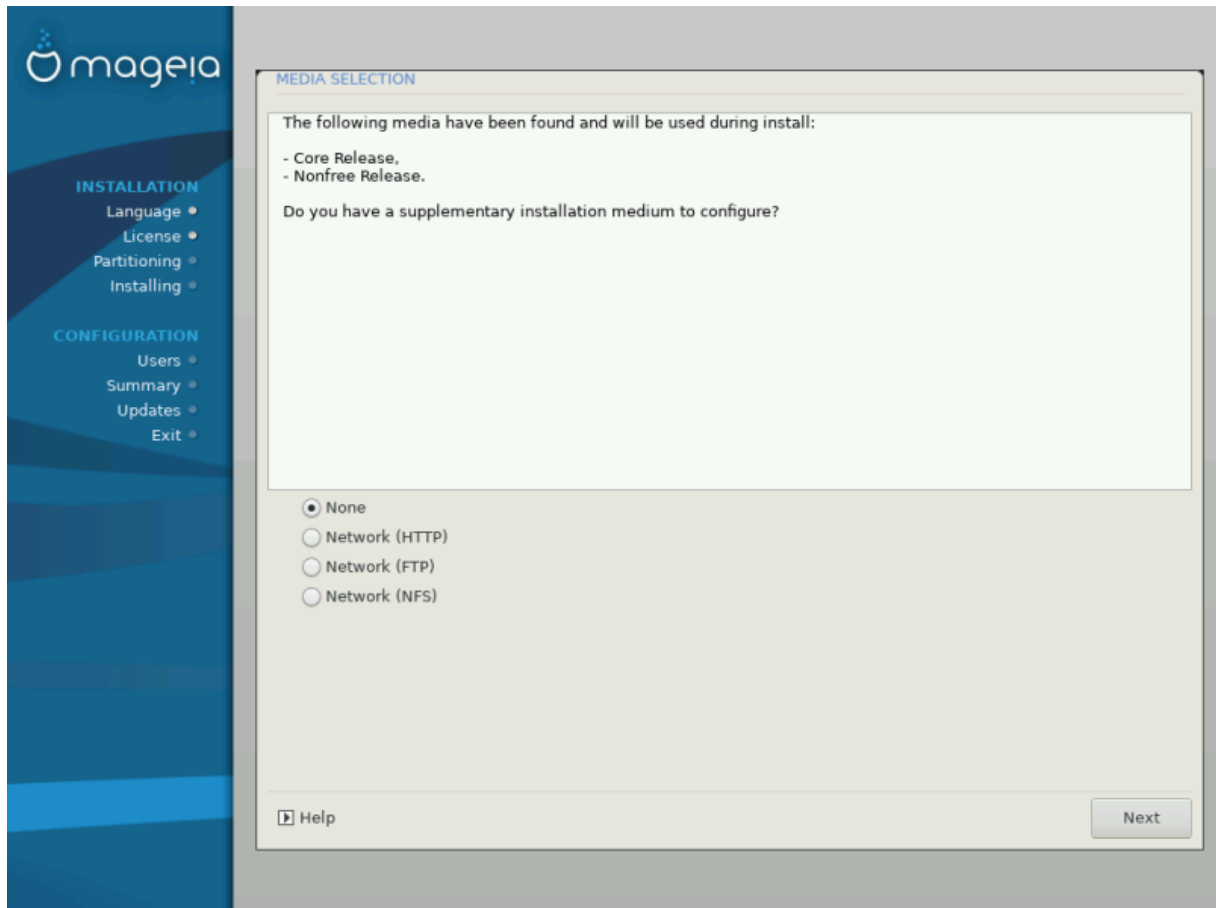 mageia
INSTALLATION
Language
License
Partitioning
Installing
CONFIGURATION
Users
Summary
Updates
Exit
MEDIA SELECTION
The following media have been found and will be used during install:
- Core Release,
- Nonfree Release.
Do you have a supplementary installation medium to configure?
None
Network (HTTP)
Network (FTP)
Network (NFS)
Help
Next